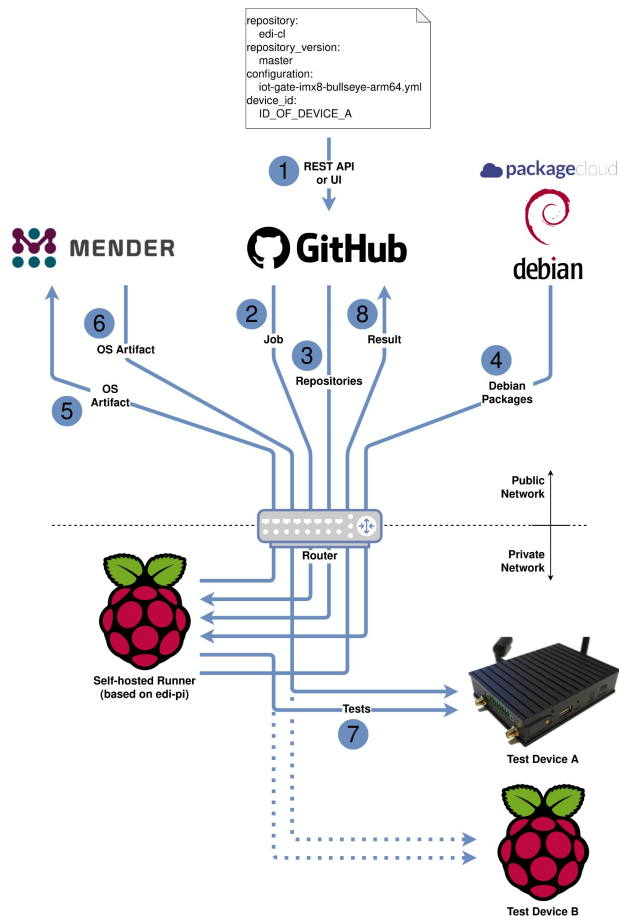 repository:
edi-cl
repository_version:
master
configuration:
iot-gate-imx8-bullseye-arm64.yml
device_id:
ID_OF_DEVICE_A
1
REST API
or UI
packagecloud
MENDER
GitHub
debian
6
OS Artifact
2
Job
3
Repositories
8
Result
4
Debian
Packages
OS
Artifact
5
Public
Network
Router
Private
Network
Self-hosted Runner
(based on edi-pi)
Tests
7
Test Device A
Test Device B